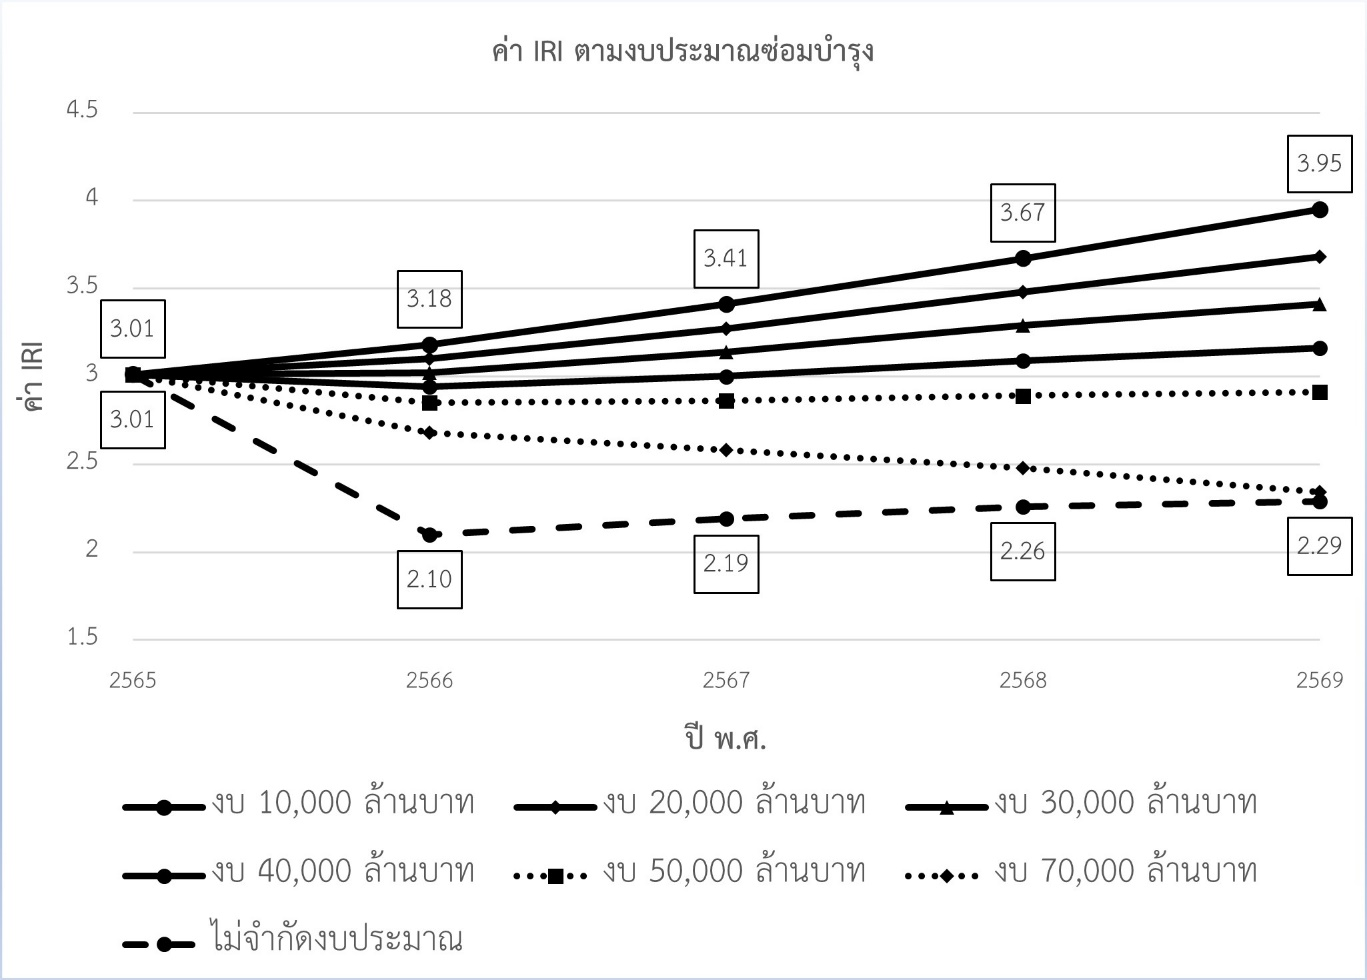 ค่า IRI ตามงบประมาณซ่อมบำรุง
4.5
4
3.5
3
2.5
2
1.5
ค่า IRI
3.01
3.18
3.41
3.67
3.95
3.01
2.10
2.19
2.26
2.29
2565 2566 2567 2568 2569
ปี พ.ศ.
งบ 10,000 ล้านบาท งบ 20,000 ล้านบาท งบ 30,000 ล้านบาท
งบ 40,000 ล้านบาท งบ 50,000 ล้านบาท งบ 70,000 ล้านบาท
ไม่จำกัดงบประมาณ